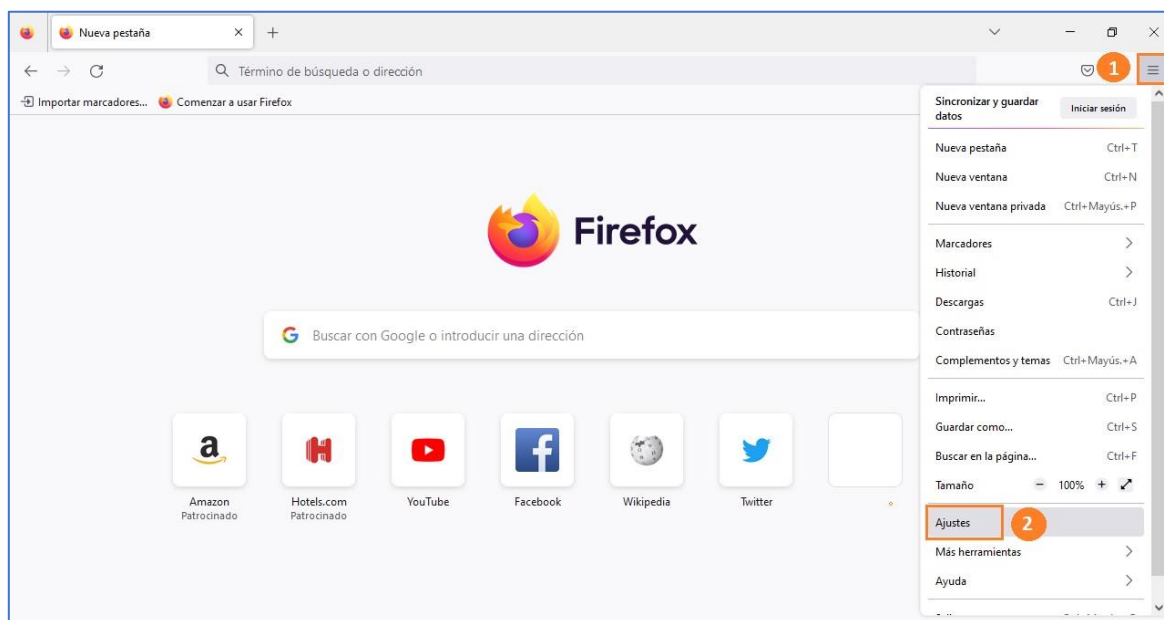 Nueva pestaña
Término de búsqueda o dirección
1
Importar marcadores... Comenzar a usar Firefox
Sincronizar y guardar
datos
Iniciar sesión
Nueva pestaña Ctrl+T
Nueva ventana Ctrl+N
Nueva ventana privada Ctrl+Mayús.+P
Marcadores
Historial
Descargas Ctrl+J
Contraseñas
Complementos y temas Ctrl+Mayús.+A
Imprimir... Ctrl+P
Guardar como... Ctrl+S
Buscar en la página... Ctrl+F
Tamaño − 100% +
Ajustes 2
Más herramientas
Ayuda
Firefox
Buscar con Google o introducir una dirección
Amazon
Patrocinado
Hotels.com
Patrocinado
YouTube
Facebook
Wikipedia
Twitter